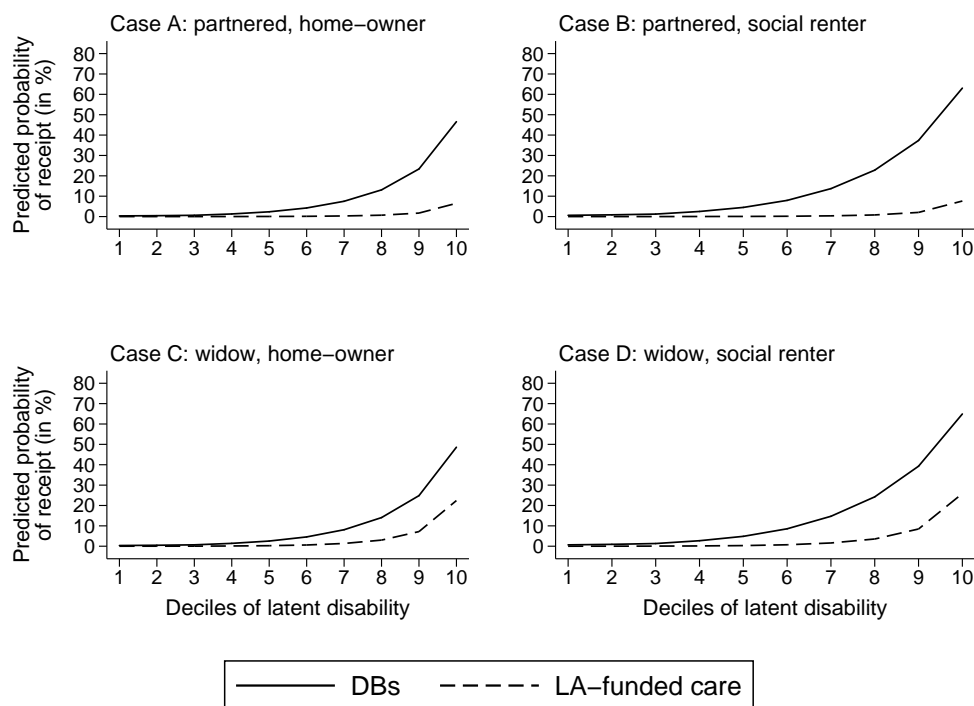 Case A: partnered, home−owner
Case B: partnered, social renter
Predicted probability
of receipt (in %)
80
70
60
50
40
30
20
10
0
1 2 3 4 5 6 7 8 9 10
80
70
60
50
40
30
20
10
0
1 2 3 4 5 6 7 8 9 10
Case C: widow, home−owner
Case D: widow, social renter
Predicted probability
of receipt (in %)
80
70
60
50
40
30
20
10
0
1 2 3 4 5 6 7 8 9 10
Deciles of latent disability
80
70
60
50
40
30
20
10
0
1 2 3 4 5 6 7 8 9 10
Deciles of latent disability
DBs
LA−funded care